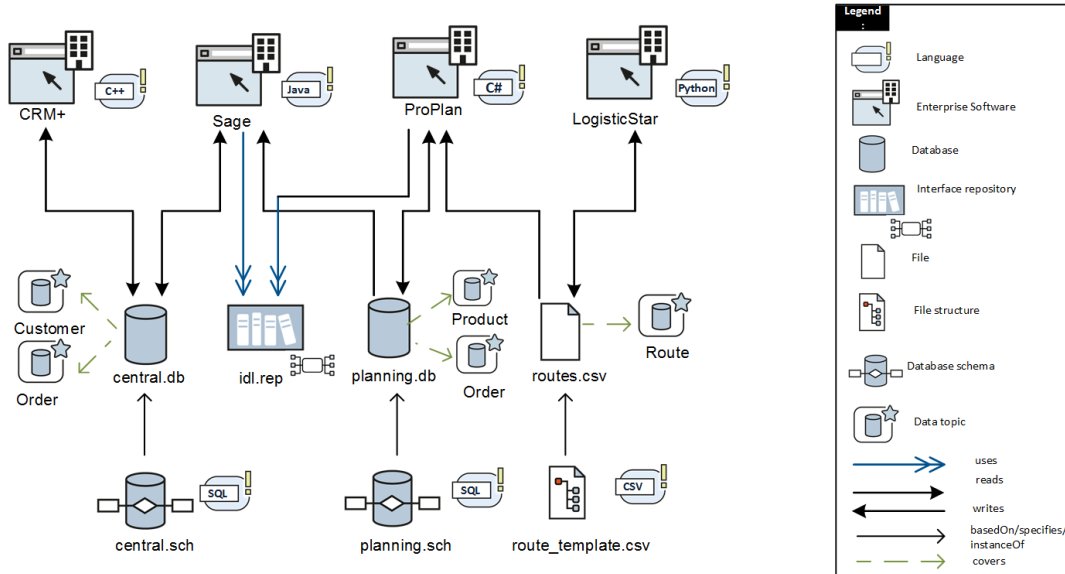 C++
CRM+
Java
Sage
C#
ProPlan
Python
LogisticStar
Customer
Order
central.db
idl.rep
planning.db
Product
Order
routes.csv
Route
SQL
central.sch
SQL
planning.sch
CSV
route_template.csv
Legend
:
Language
Enterprise Software
Database
Interface repository
File
File structure
Database schema
Data topic
uses
reads
writes
basedOn/specifies/
instanceOf
covers